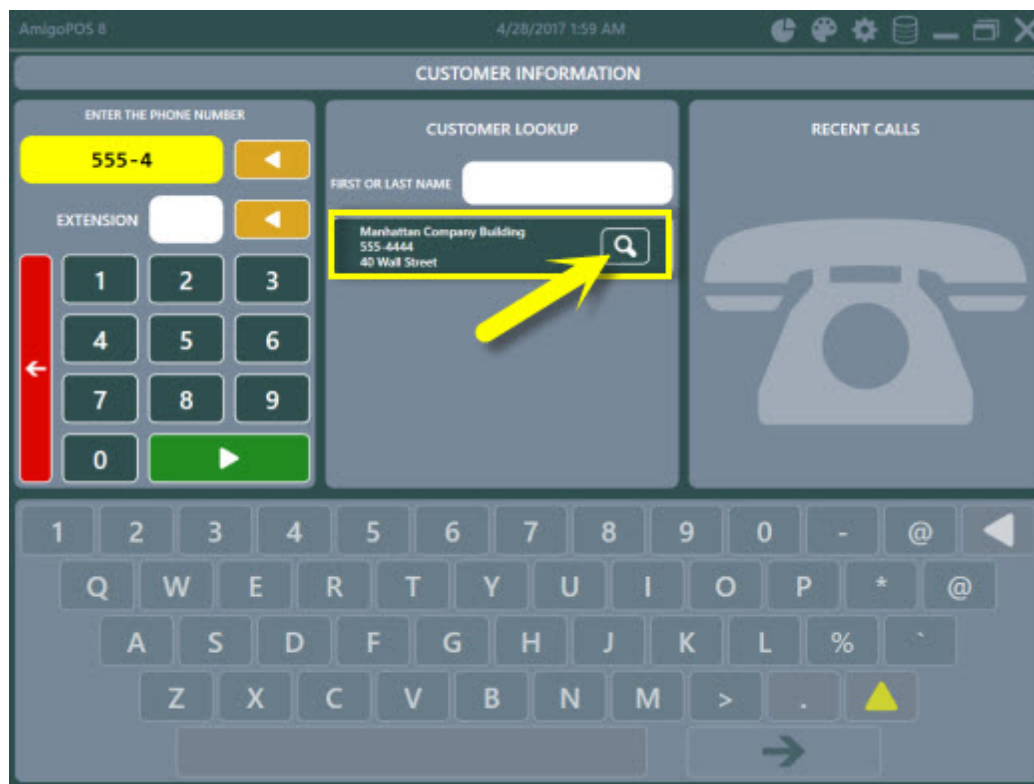 AmigoPOS 8 4/28/2017 1:59 AM
CUSTOMER INFORMATION
ENTER THE PHONE NUMBER
555-4
EXTENSION
1 2 3
4 5 6
7 8 9
0
CUSTOMER LOOKUP
FIRST OR LAST NAME
Manhattan Company Building
555-4444
40 Wall Street
RECENT CALLS
1 2 3 4 5 6 7 8 9 0 - @
Q W E R T Y U I O P * @
A S D F G H J K L % `
Z X C V B N M > .